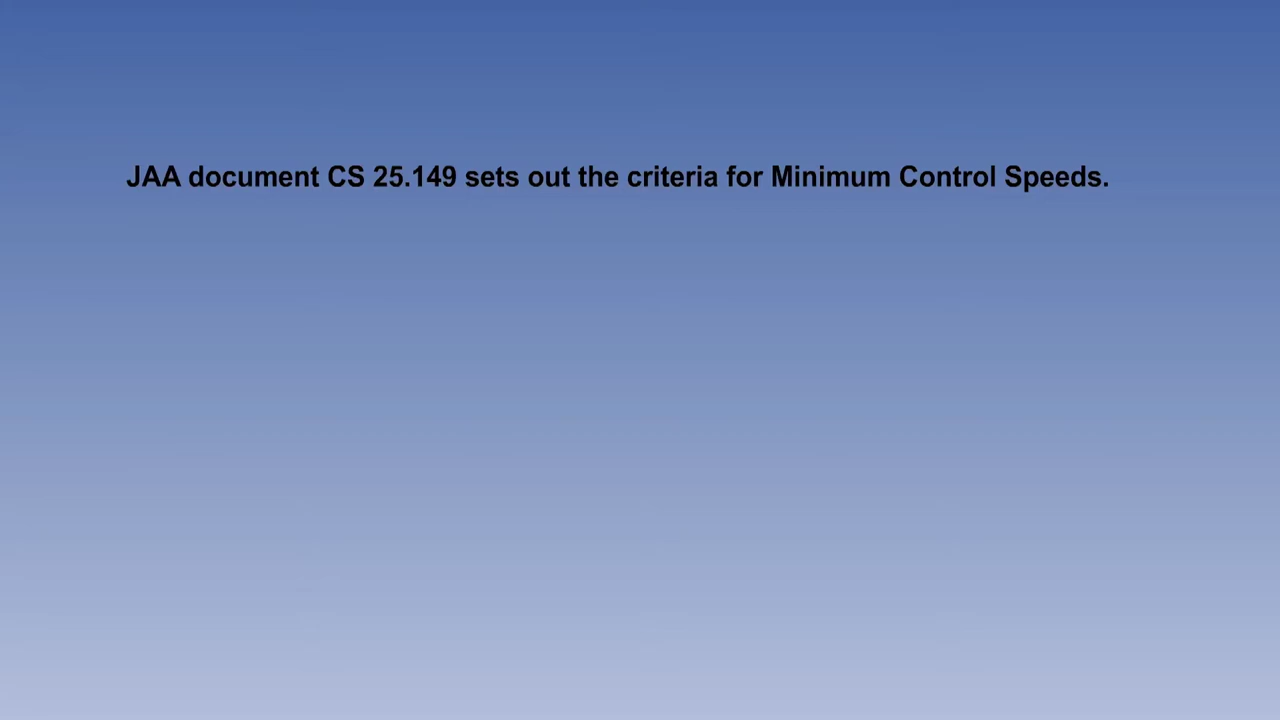 JAA document CS 25.149 sets out the criteria for Minimum Control Speeds.